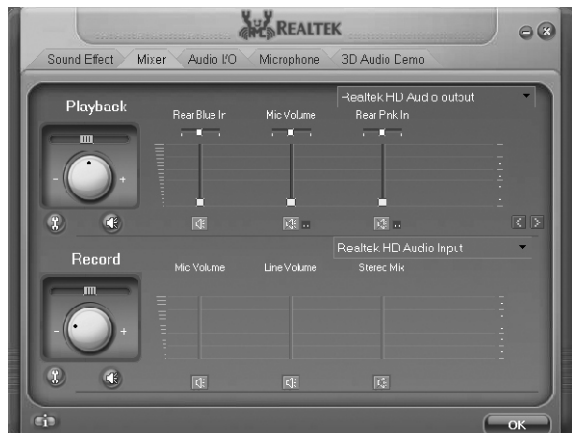 REALTEK
Sound Effect Mixer Audio I/O Microphone 3D Audio Demo
Realtek HD Audio output
Playback
Rear Blue In Mic Volume Rear Pink In
- +
Realtek HD Audio Input
Record
Mic Volume Line Volume Stereo Mix
- +
OK